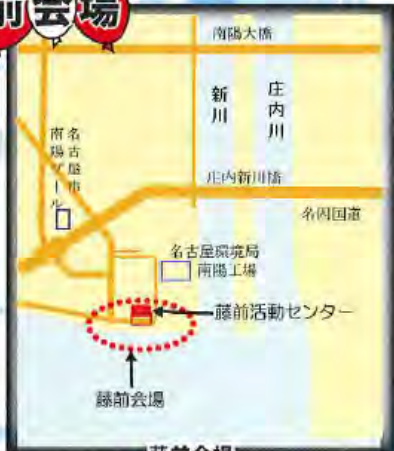 前会場
南陽大橋
新川
庄内川
名古屋市
南陽プール
庄内新川橋
名四国道
名古屋環境局
南陽工場
藤前活動センター
藤前会場
藤前会場